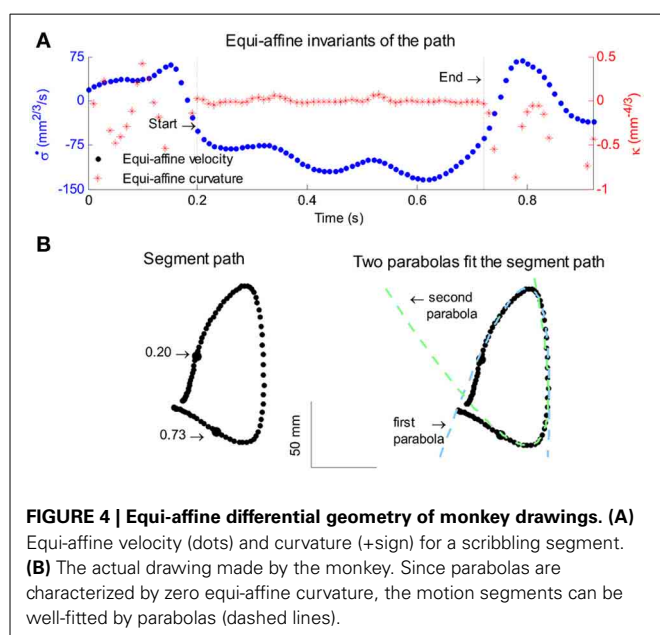 A
Equi-affine invariants of the path
75
0
-75
-150
σ̇ (mm2/3/s)
Start→
End →
Equi-affine velocity
Equi-affine curvature
0.5
0
-0.5
-1
κ (mm-4/3)
0
0.2
0.4
0.6
0.8
Time (s)
B
Segment path
Two parabolas fit the segment path
0.20 →
0.73 →
50 mm
← second
parabola
first →
parabola
FIGURE 4 | Equi-affine differential geometry of monkey drawings. (A)
Equi-affine velocity (dots) and curvature (+sign) for a scribbling segment.
(B) The actual drawing made by the monkey. Since parabolas are
characterized by zero equi-affine curvature, the motion segments can be
well-fitted by parabolas (dashed lines).